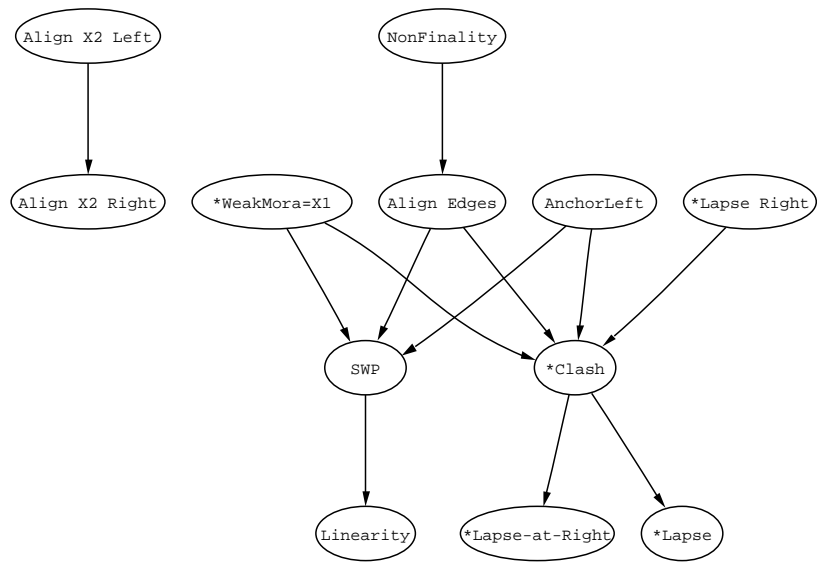 Align X2 Left
NonFinality
Align X2 Right
*WeakMora=X1
Align Edges
AnchorLeft
*Lapse Right
SWP
*Clash
Linearity
*Lapse-at-Right
*Lapse